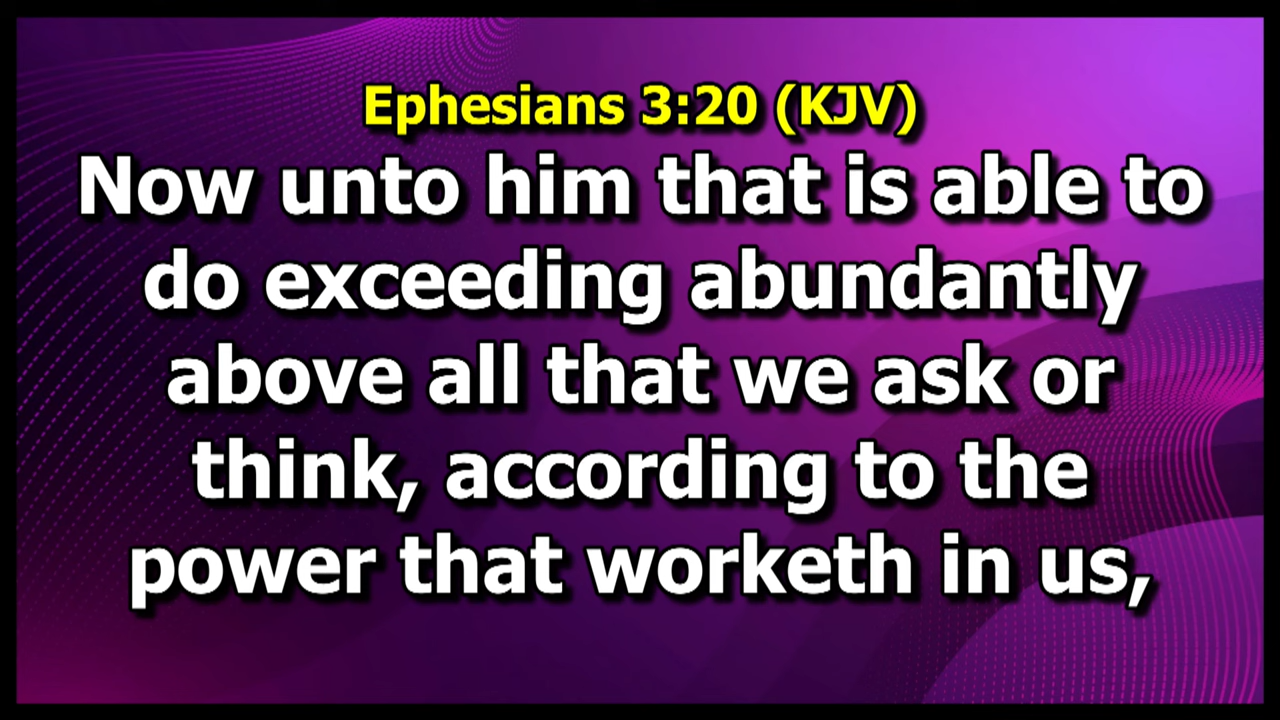 Ephesians 3:20 (KJV)
Now unto him that is able to
do exceeding abundantly
above all that we ask or
think, according to the
power that worketh in us,